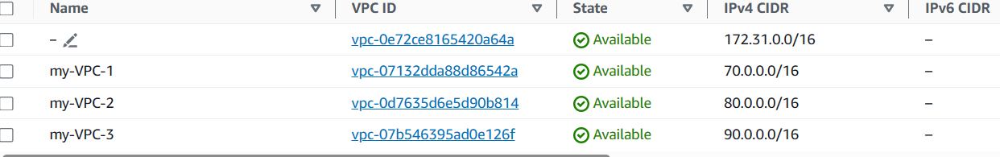 Name VPC ID State IPv4 CIDR IPv6 CIDR
– vpc-0e72ce8165420a64a Available 172.31.0.0/16 –
my-VPC-1 vpc-07132dda88d86542a Available 70.0.0.0/16 –
my-VPC-2 vpc-0d7635d6e5d90b814 Available 80.0.0.0/16 –
my-VPC-3 vpc-07b546395ad0e126f Available 90.0.0.0/16 –